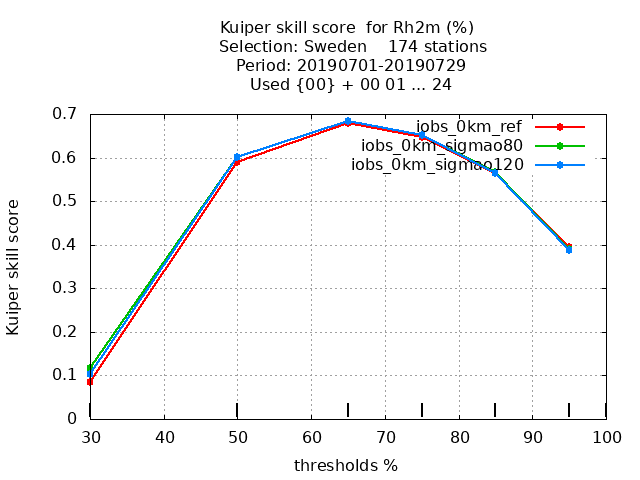 Kuiper skill score  for Rh2m (%)
Selection: Sweden    174 stations
Period: 20190701-20190729
Used {00} + 00 01 ... 24
0.7
0.6
0.5
0.4
0.3
0.2
0.1
0
Kuiper skill score
iobs_0km_ref
iobs_0km_sigmao80
iobs_0km_sigmao120
30 40 50 60 70 80 90 100
thresholds %